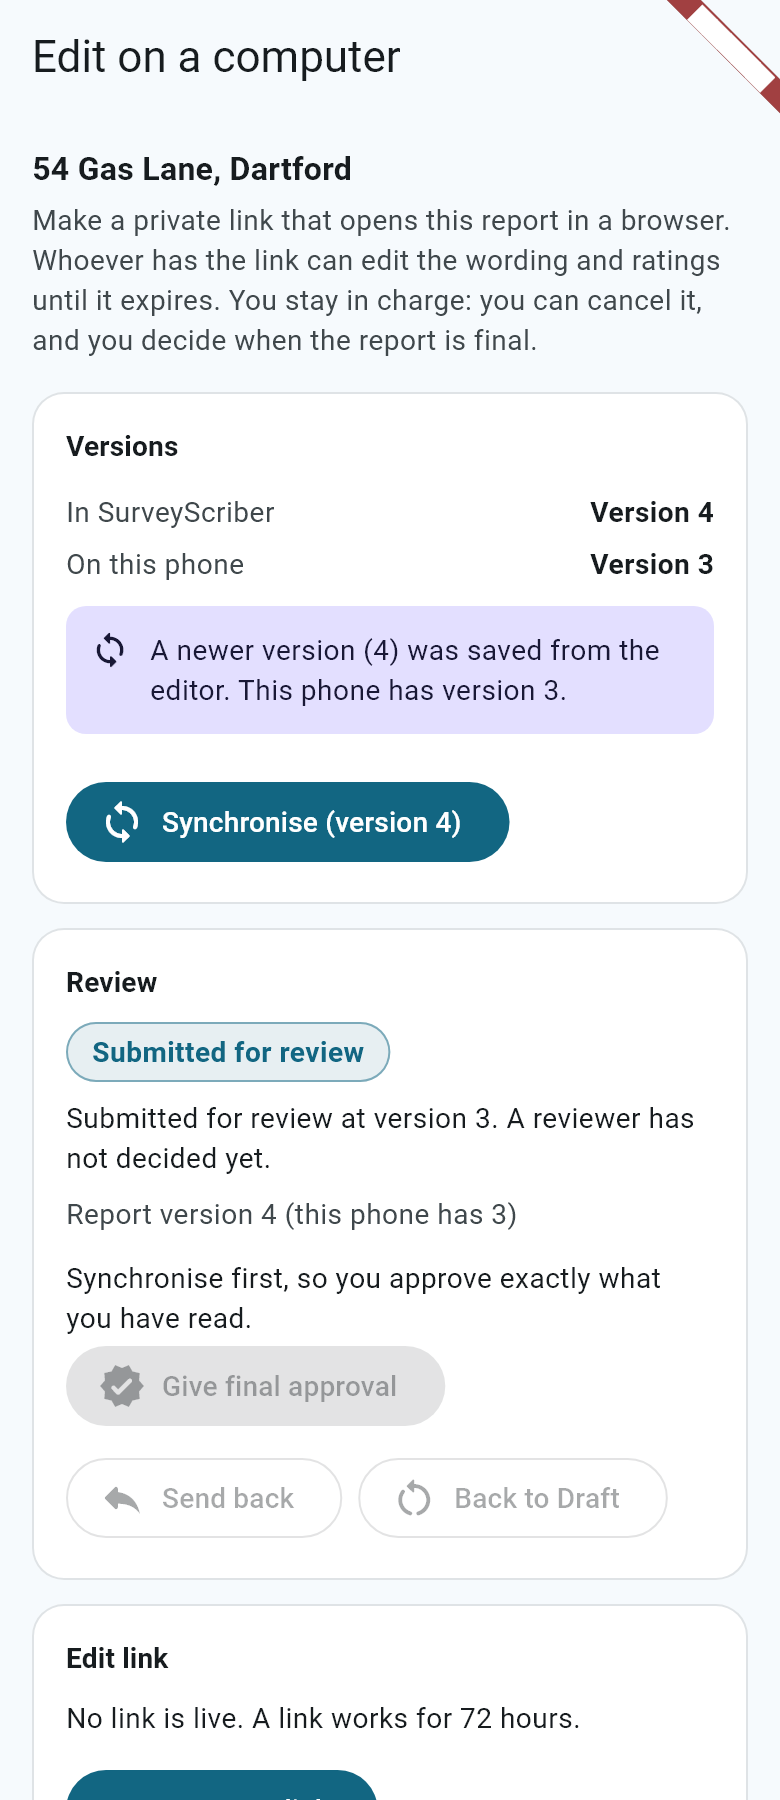 Edit on a computer
54 Gas Lane, Dartford
Make a private link that opens this report in a browser.
Whoever has the link can edit the wording and ratings
until it expires. You stay in charge: you can cancel it,
and you decide when the report is final.
Versions
In SurveyScriber Version 4
On this phone Version 3
A newer version (4) was saved from the
editor. This phone has version 3.
Synchronise (version 4)
Review
Submitted for review
Submitted for review at version 3. A reviewer has
not decided yet.
Report version 4 (this phone has 3)
Synchronise first, so you approve exactly what
you have read.
Give final approval
Send back Back to Draft
Edit link
No link is live. A link works for 72 hours.